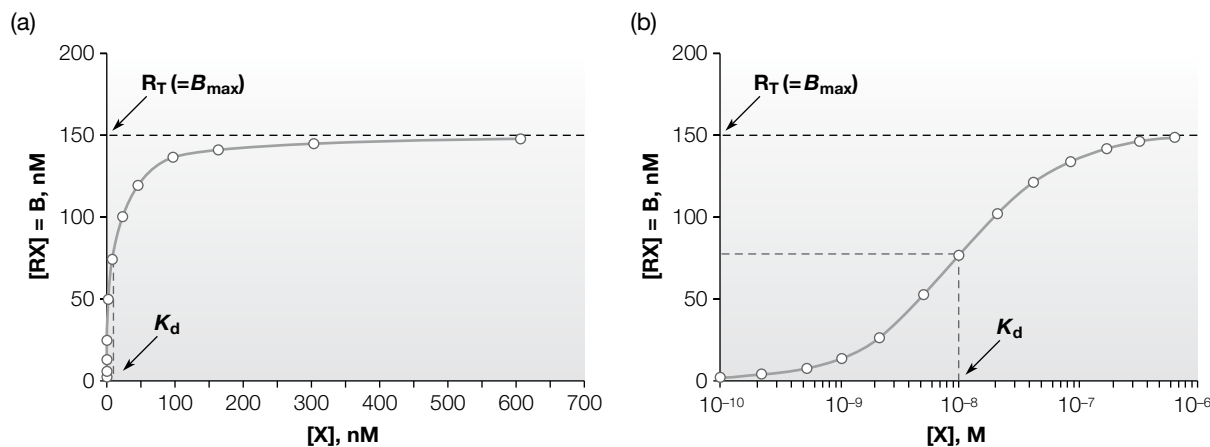 (a)
200
150
100
50
0
[RX] = B, nM
R_T (=B_max)
K_d
0 100 200 300 400 500 600 700
[X], nM
(b)
200
150
100
50
0
[RX] = B, nM
R_T (=B_max)
K_d
10⁻¹⁰ 10⁻⁹ 10⁻⁸ 10⁻⁷ 10⁻⁶
[X], M